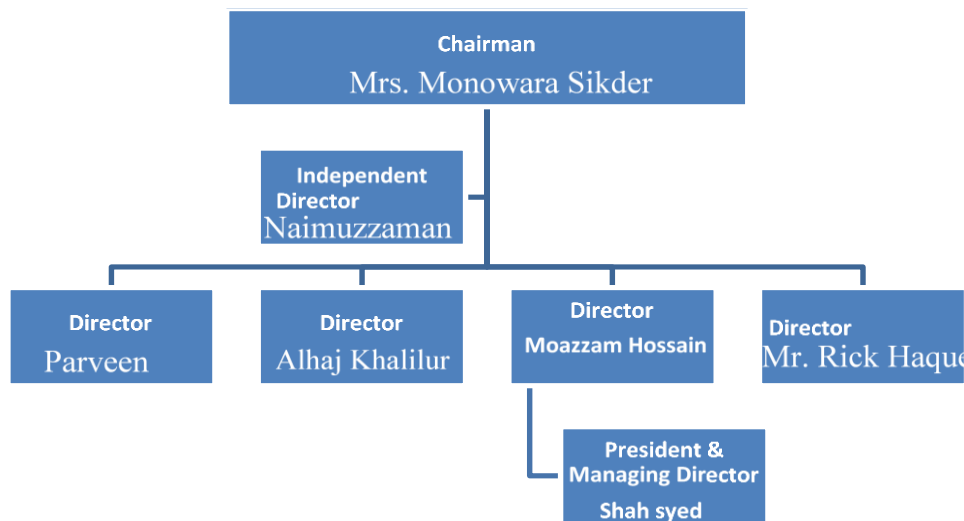 Chairman
Mrs. Monowara Sikder
Independent
Director
Naimuzzaman
Director
Parveen
Director
Alhaj Khalilur
Director
Moazzam Hossain
Director
Mr. Rick Haque
President &
Managing Director
Shah syed